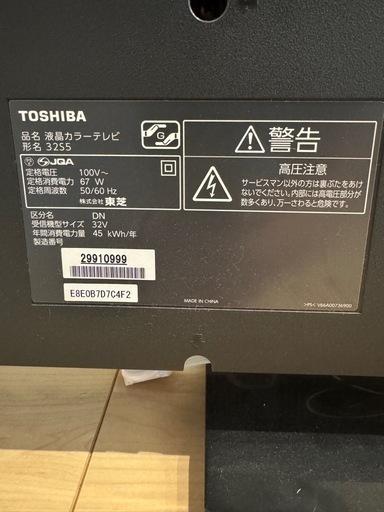 TOSHIBA
品名 液晶カラーテレビ
形名 32S5
JQA
定格電圧 100V～
定格消費電力 67 W
定格周波数 50/60 Hz
株式会社 東芝
区分名 DN
受信機型サイズ 32V
年間消費電力量 45 kWh/年
製造番号
29910999
E8E0B7D7C4F2
G
警告
高圧注意
サービスマン以外の方は裏ぶたをあけ
ないでください。内部には高電圧部分が
数多くあり、万一さわると危険です。
MADE IN CHINA
>PS< V66A00736900